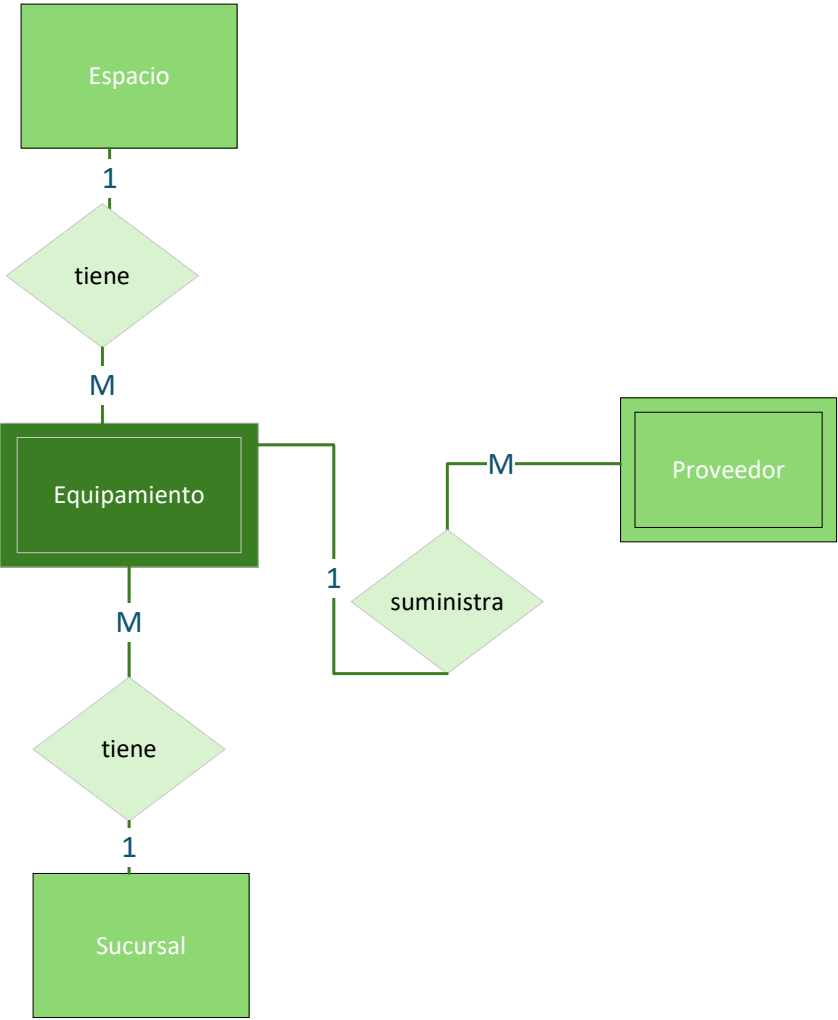 Espacio
1
tiene
M
Equipamiento
M
Proveedor
1
suministra
M
tiene
1
Sucursal